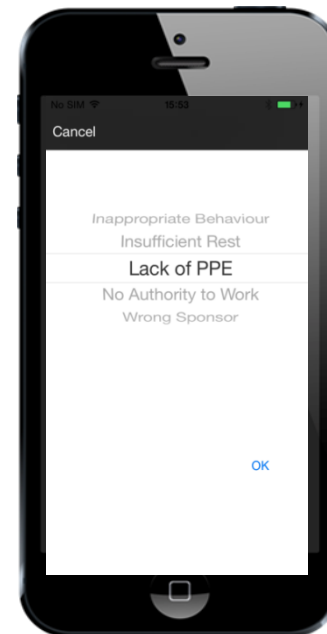 No SIM 15:53
Cancel
Inappropriate Behaviour
Insufficient Rest
Lack of PPE
No Authority to Work
Wrong Sponsor
OK